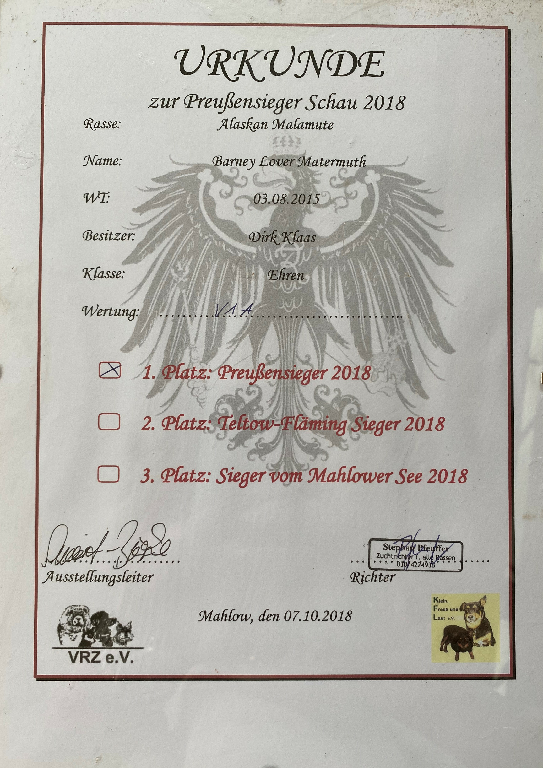 URKUNDE
zur Preußensieger Schau 2018
Rasse: Alaskan Malamute
Name: Barney Lover Matermuth
WT: 03.08.2015
Besitzer: Dirk Klaas
Klasse: Ehren
Wertung: V1A
1. Platz: Preußensieger 2018
2. Platz: Teltow-Fläming Sieger 2018
3. Platz: Sieger vom Mahlower See 2018
Ausstellungsleiter
Richter
Mahlow, den 07.10.2018
VRZ e.V.